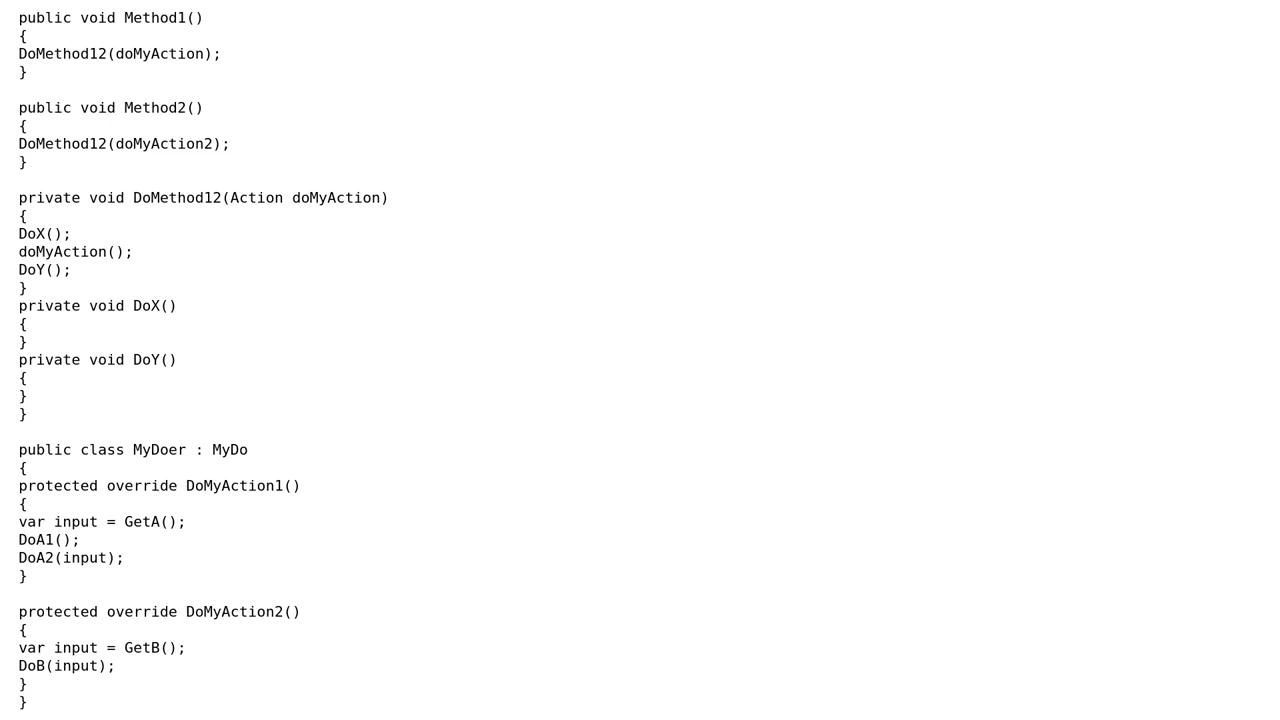 public void Method1()
{
DoMethod12(doMyAction);
}

public void Method2()
{
DoMethod12(doMyAction2);
}

private void DoMethod12(Action doMyAction)
{
DoX();
doMyAction();
DoY();
}
private void DoX()
{
}
private void DoY()
{
}
}

public class MyDoer : MyDo
{
protected override DoMyAction1()
{
var input = GetA();
DoA1();
DoA2(input);
}

protected override DoMyAction2()
{
var input = GetB();
DoB(input);
}
}